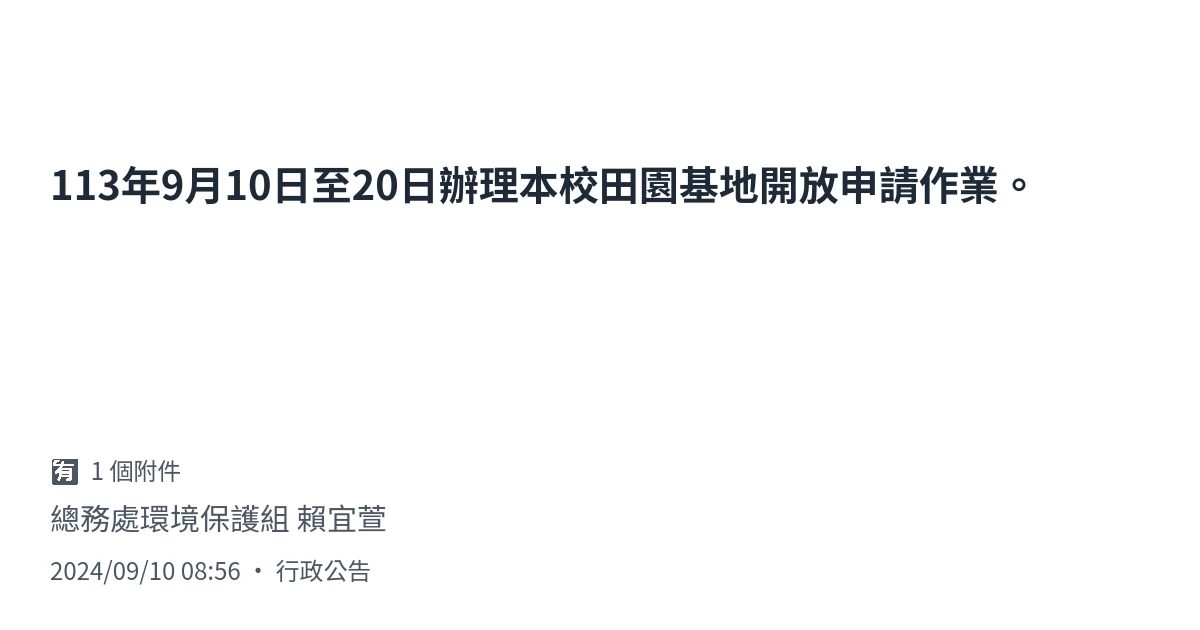 113年9月10日至20日辦理本校田園基地開放申請作業。
🈶 1 個附件
總務處環境保護組 賴宜萱
2024/09/10 08:56 • 行政公告